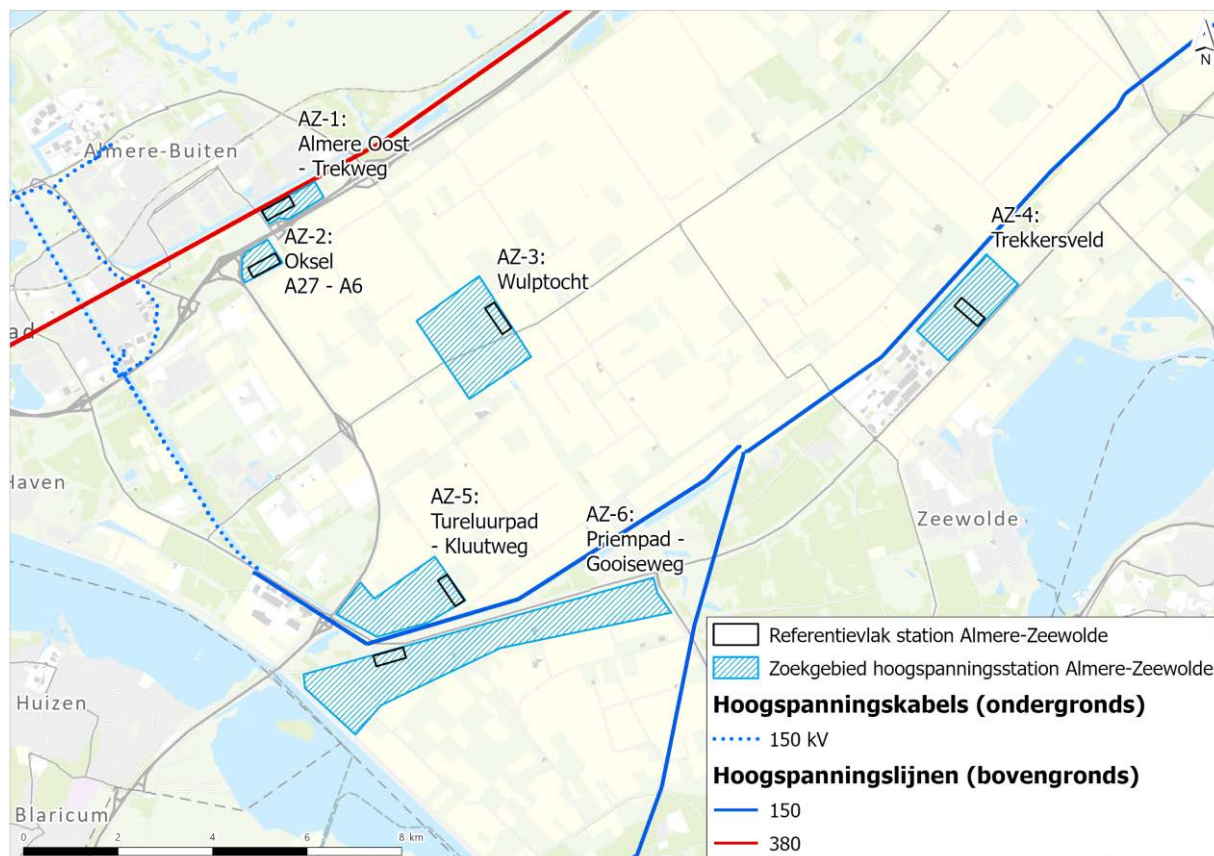 N
AZ-1:
Almere Oost
- Trekweg
Almere-Buiten
AZ-2:
Oksel
A27 - A6
AZ-3:
Wulptocht
AZ-4:
Trekkersveld
ad
Haven
AZ-5:
Tureluurpad
- Kluutweg
AZ-6:
Priempad -
Gooiseweg
Zeewolde
Huizen
Blaricum
0 2 4 6 8 km
Referentievlak station Almere-Zeewolde
Zoekgebied hoogspanningsstation Almere-Zeewolde
Hoogspanningskabels (ondergronds)
150 kV
Hoogspanningslijnen (bovengronds)
150
380